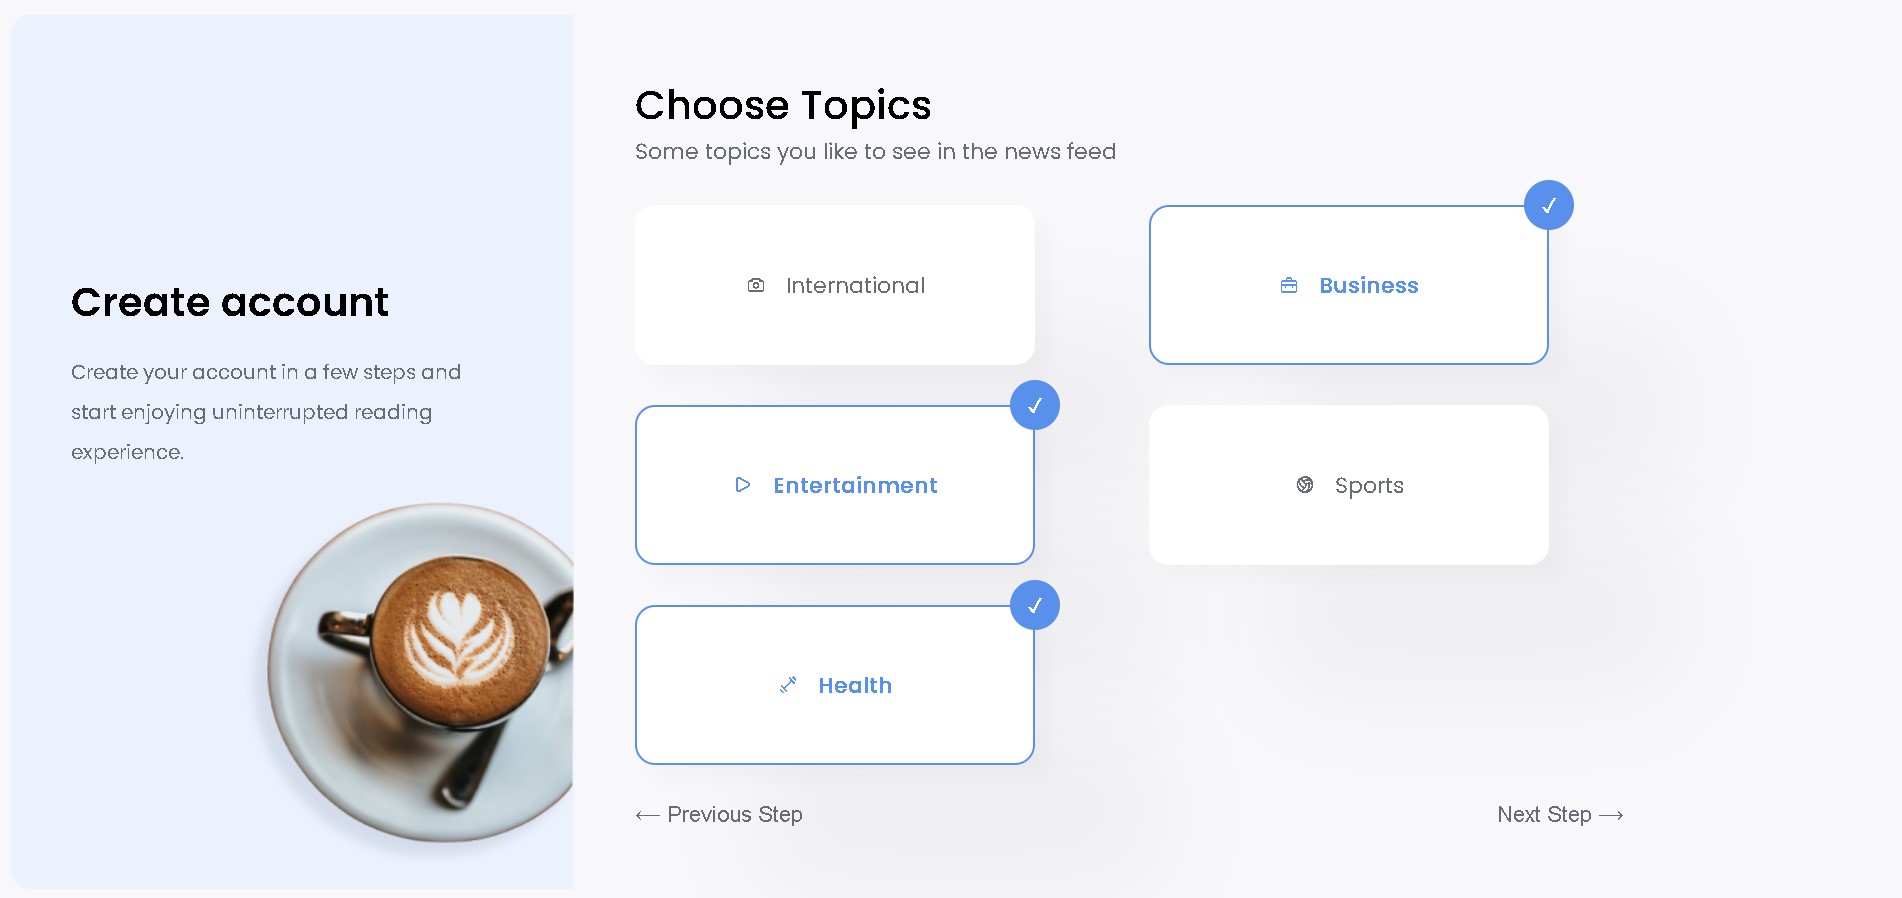 Create account
Create your account in a few steps and
start enjoying uninterrupted reading
experience.
Choose Topics
Some topics you like to see in the news feed
International
Business
Entertainment
Sports
Health
⟵ Previous Step
Next Step ⟶